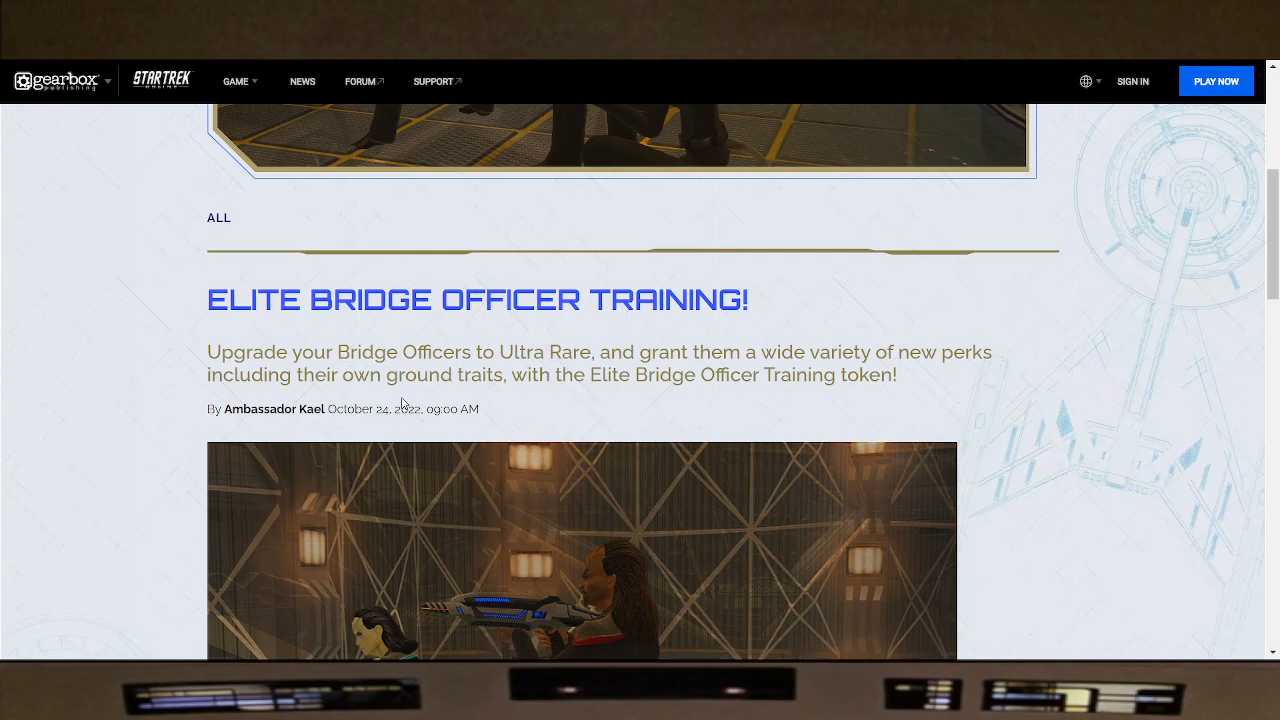 gearbox publishing STAR TREK ONLINE GAME NEWS FORUM SUPPORT SIGN IN PLAY NOW
ALL
ELITE BRIDGE OFFICER TRAINING!
Upgrade your Bridge Officers to Ultra Rare, and grant them a wide variety of new perks
including their own ground traits, with the Elite Bridge Officer Training token!
By Ambassador Kael October 24, 2022, 09:00 AM